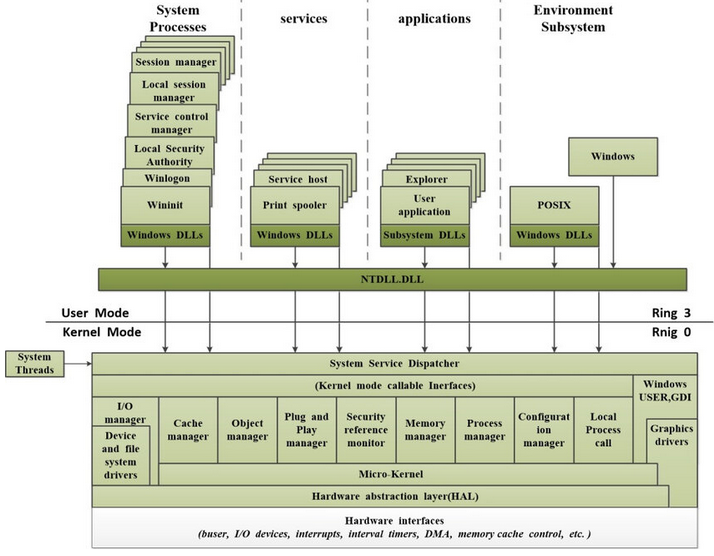 System
Processes
services
applications
Environment
Subsystem
Session manager
Local session
manager
Service control
manager
Local Security
Authority
Winlogon
Wininit
Windows DLLs
Service host
Print spooler
Windows DLLs
Explorer
User
application
Subsystem DLLs
Windows
POSIX
Windows DLLs
NTDLL.DLL
User Mode
Ring 3
Kernel Mode
Rnig 0
System
Threads
System Service Dispatcher
(Kernel mode callable Inerfaces)
Windows
USER,GDI
I/O
manager
Device
and file
system
drivers
Cache
manager
Object
manager
Plug and
Play
manager
Security
reference
monitor
Memory
manager
Process
manager
Configurat
ion
manager
Local
Process
call
Graphics
drivers
Micro-Kernel
Hardware abstraction layer(HAL)
Hardware interfaces
(buser, I/O devices, interrupts, interval timers, DMA, memory cache control, etc. )